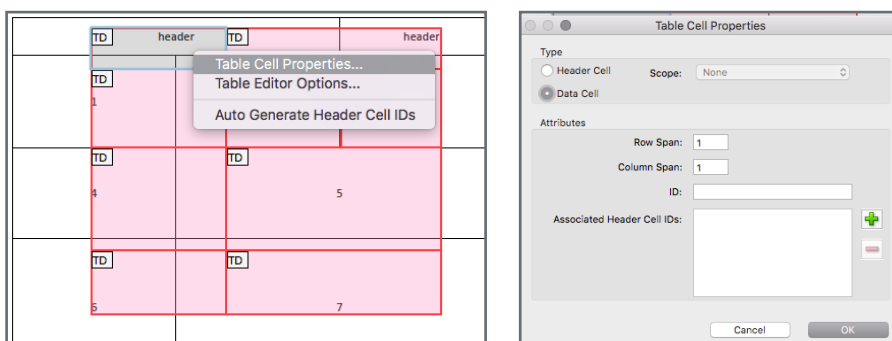 TD header TD header
Table Cell Properties...
TD
Table Editor Options...
1
Auto Generate Header Cell IDs
TD TD
4 5
TD TD
6 7
Table Cell Properties
Type
Header Cell Scope: None
Data Cell
Attributes
Row Span: 1
Column Span: 1
ID:
Associated Header Cell IDs:
Cancel OK